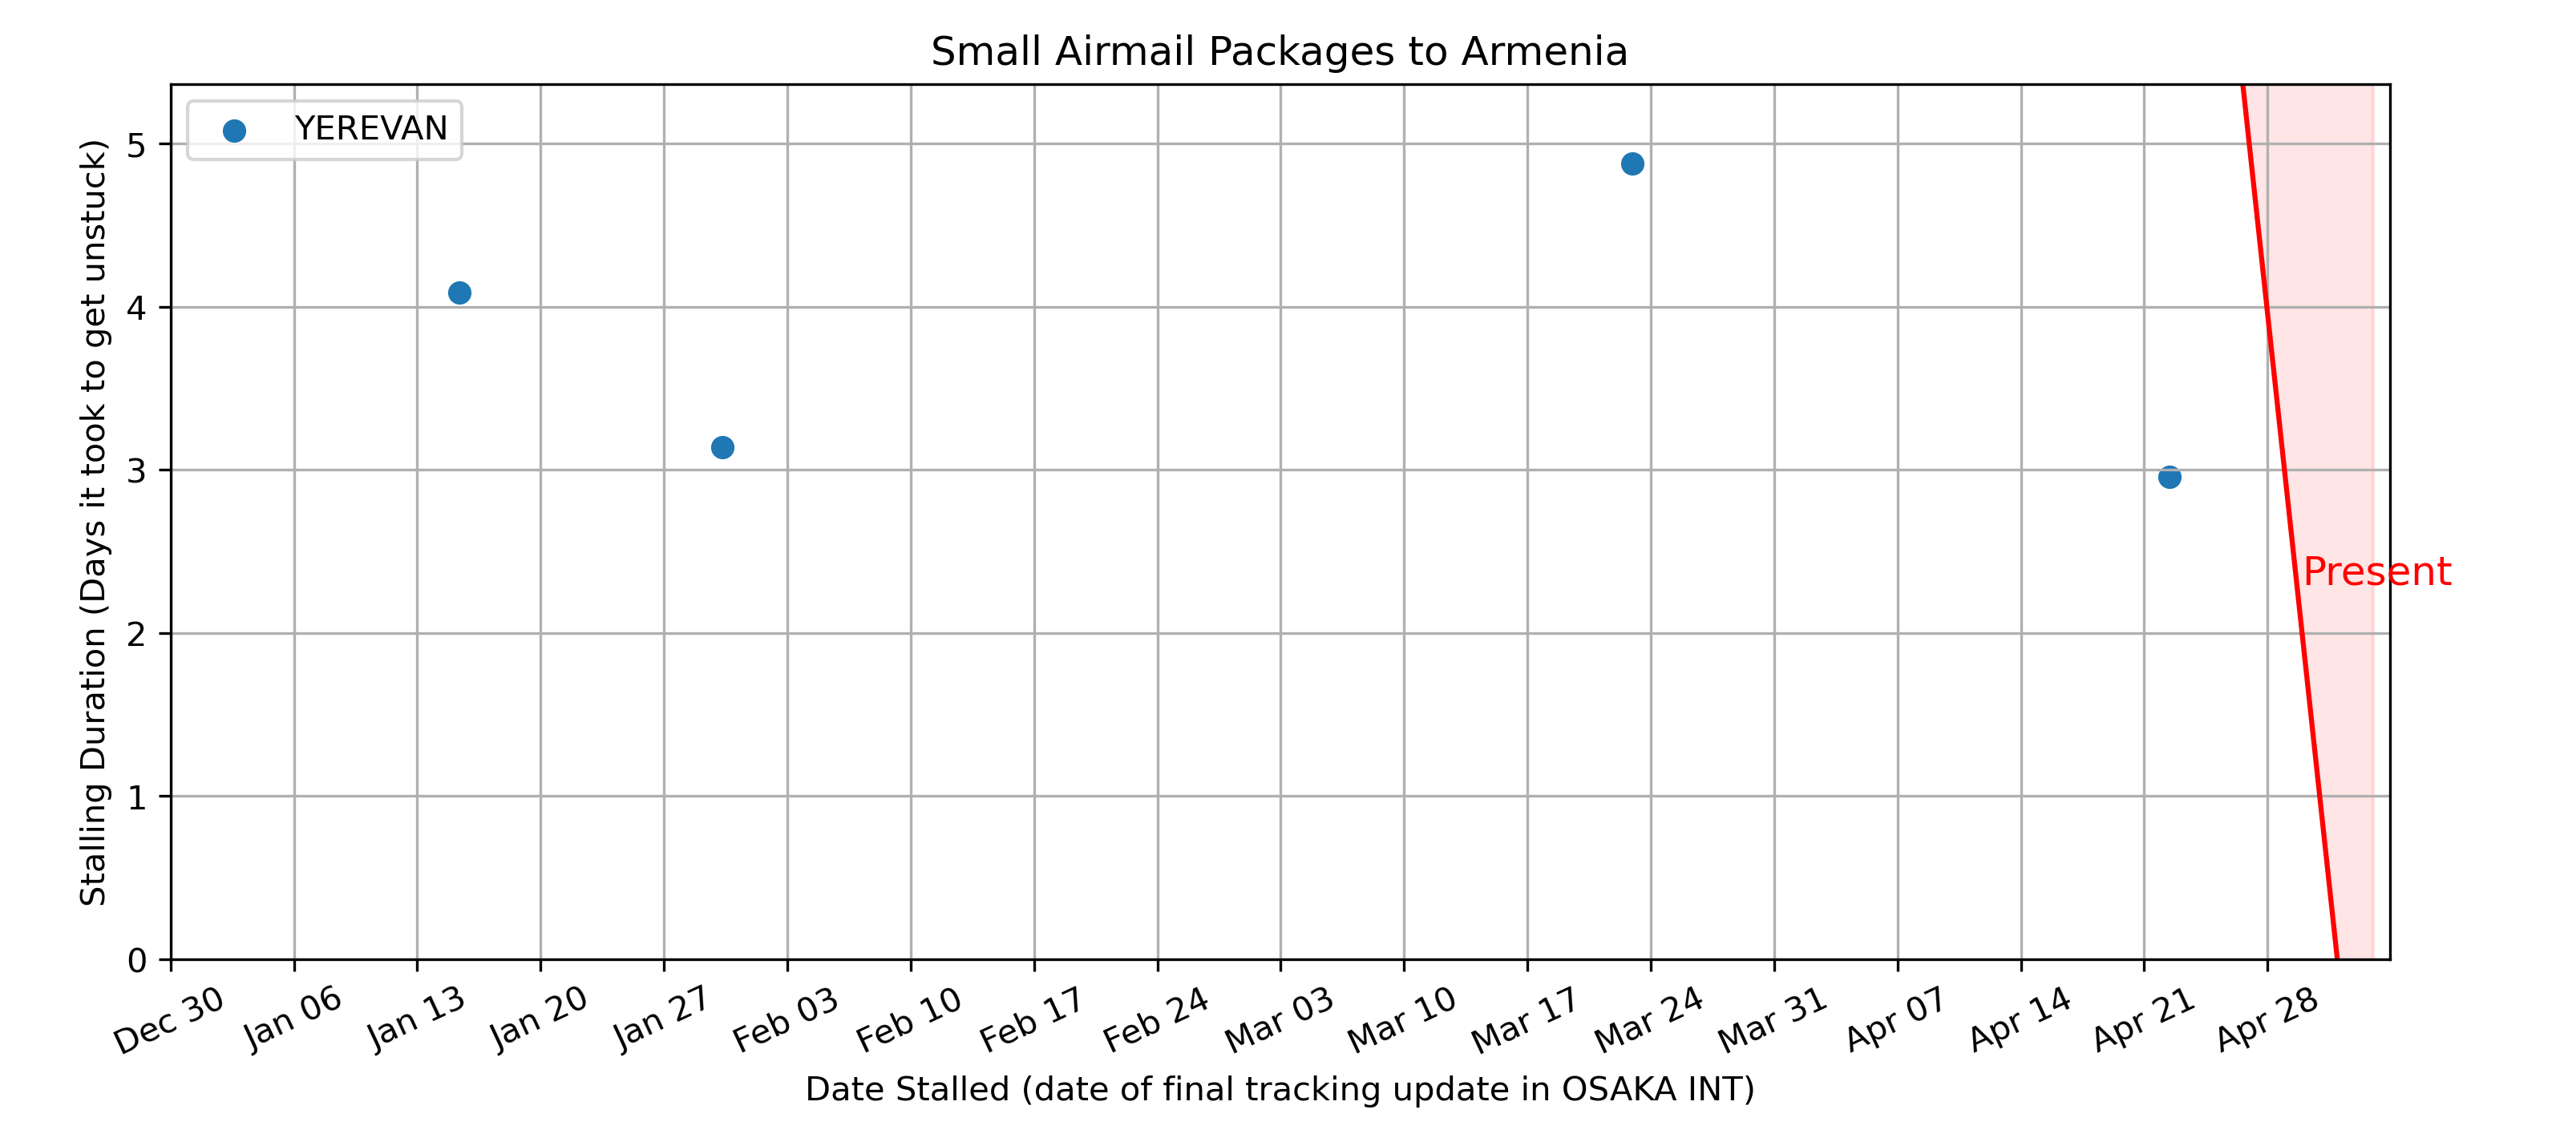 Small Airmail Packages to Armenia
YEREVAN
Stalling Duration (Days it took to get unstuck)
5
4
3
2
1
0
Present
Dec 30 Jan 06 Jan 13 Jan 20 Jan 27 Feb 03 Feb 10 Feb 17 Feb 24 Mar 03 Mar 10 Mar 17 Mar 24 Mar 31 Apr 07 Apr 14 Apr 21 Apr 28
Date Stalled (date of final tracking update in OSAKA INT)